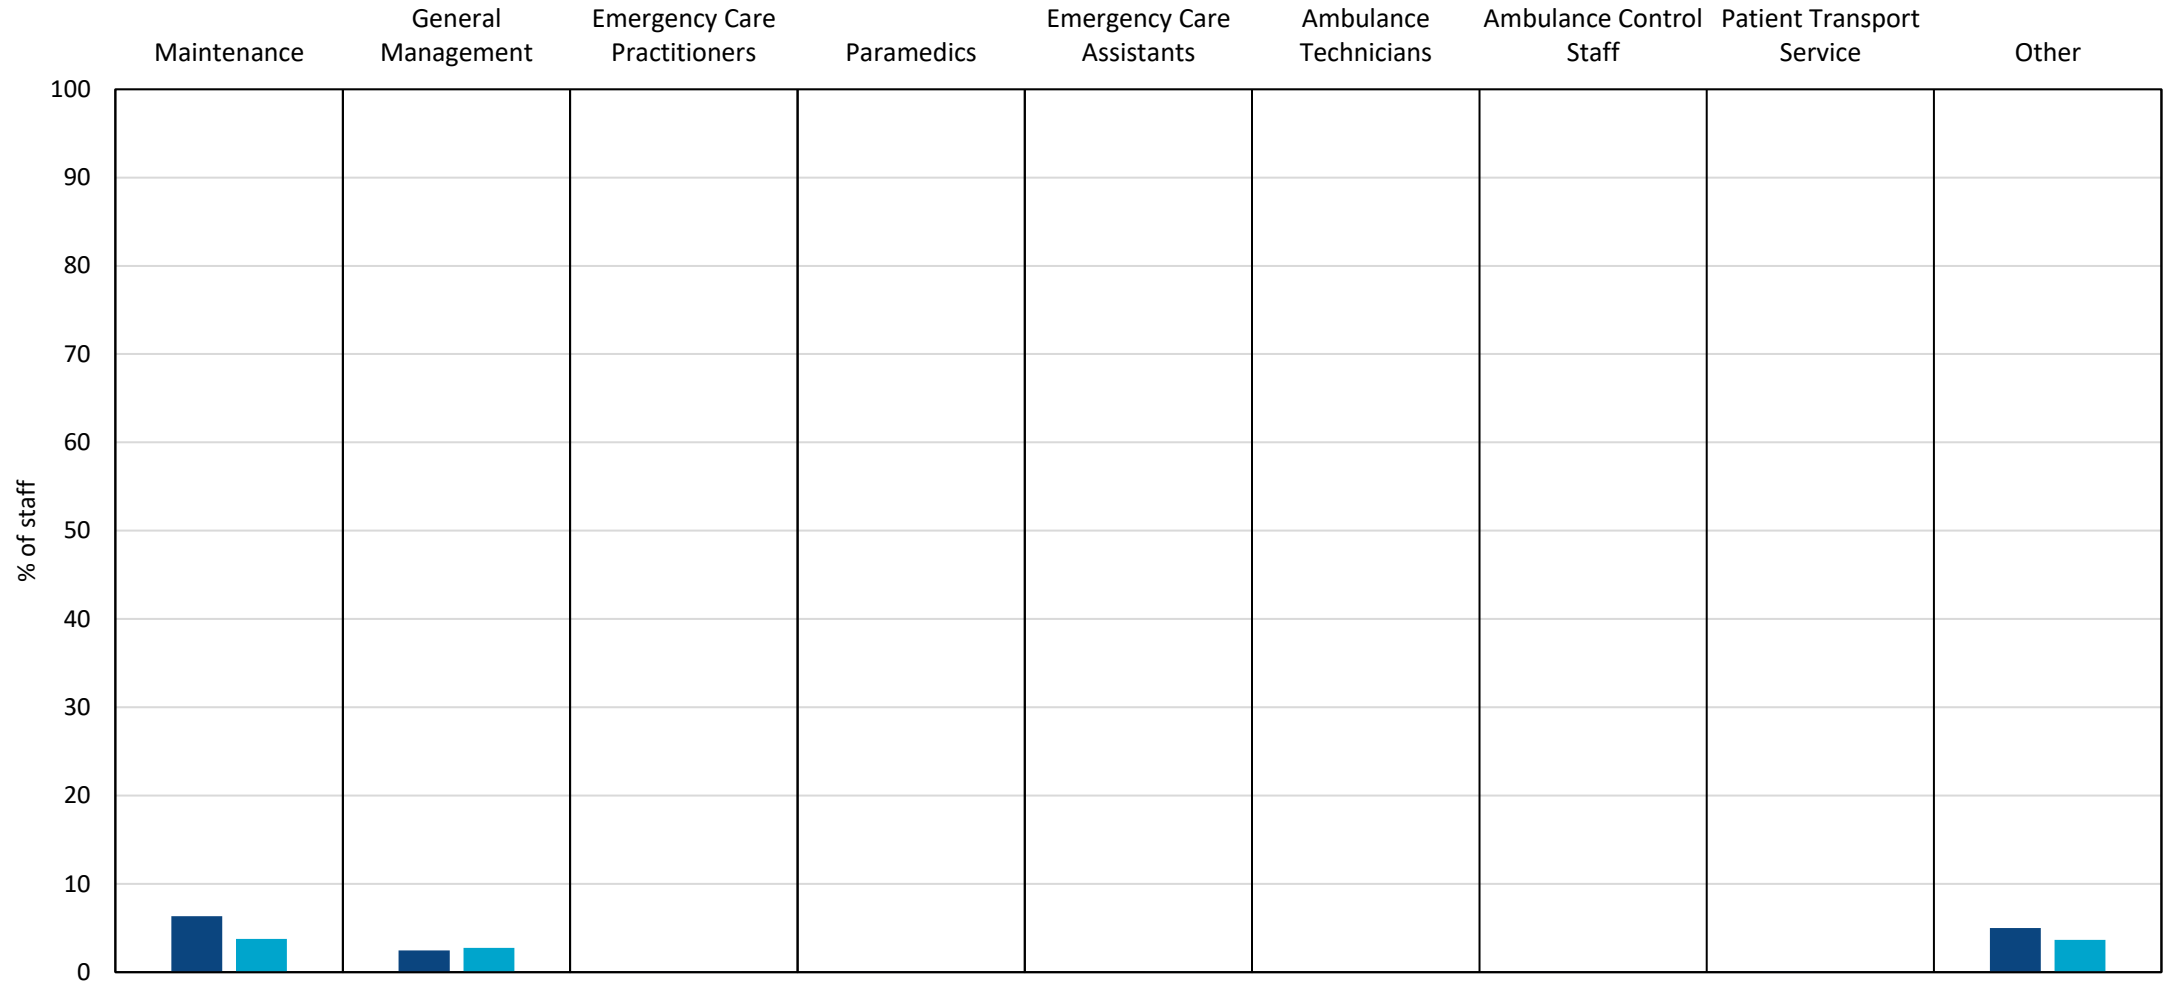 General
Management
Emergency Care
Practitioners
Emergency Care
Assistants
Ambulance
Technicians
Ambulance Control
Staff
Patient Transport
Service
Maintenance
Paramedics
Other
100
90
80
70
60
50
40
30
20
10
0
% of staff